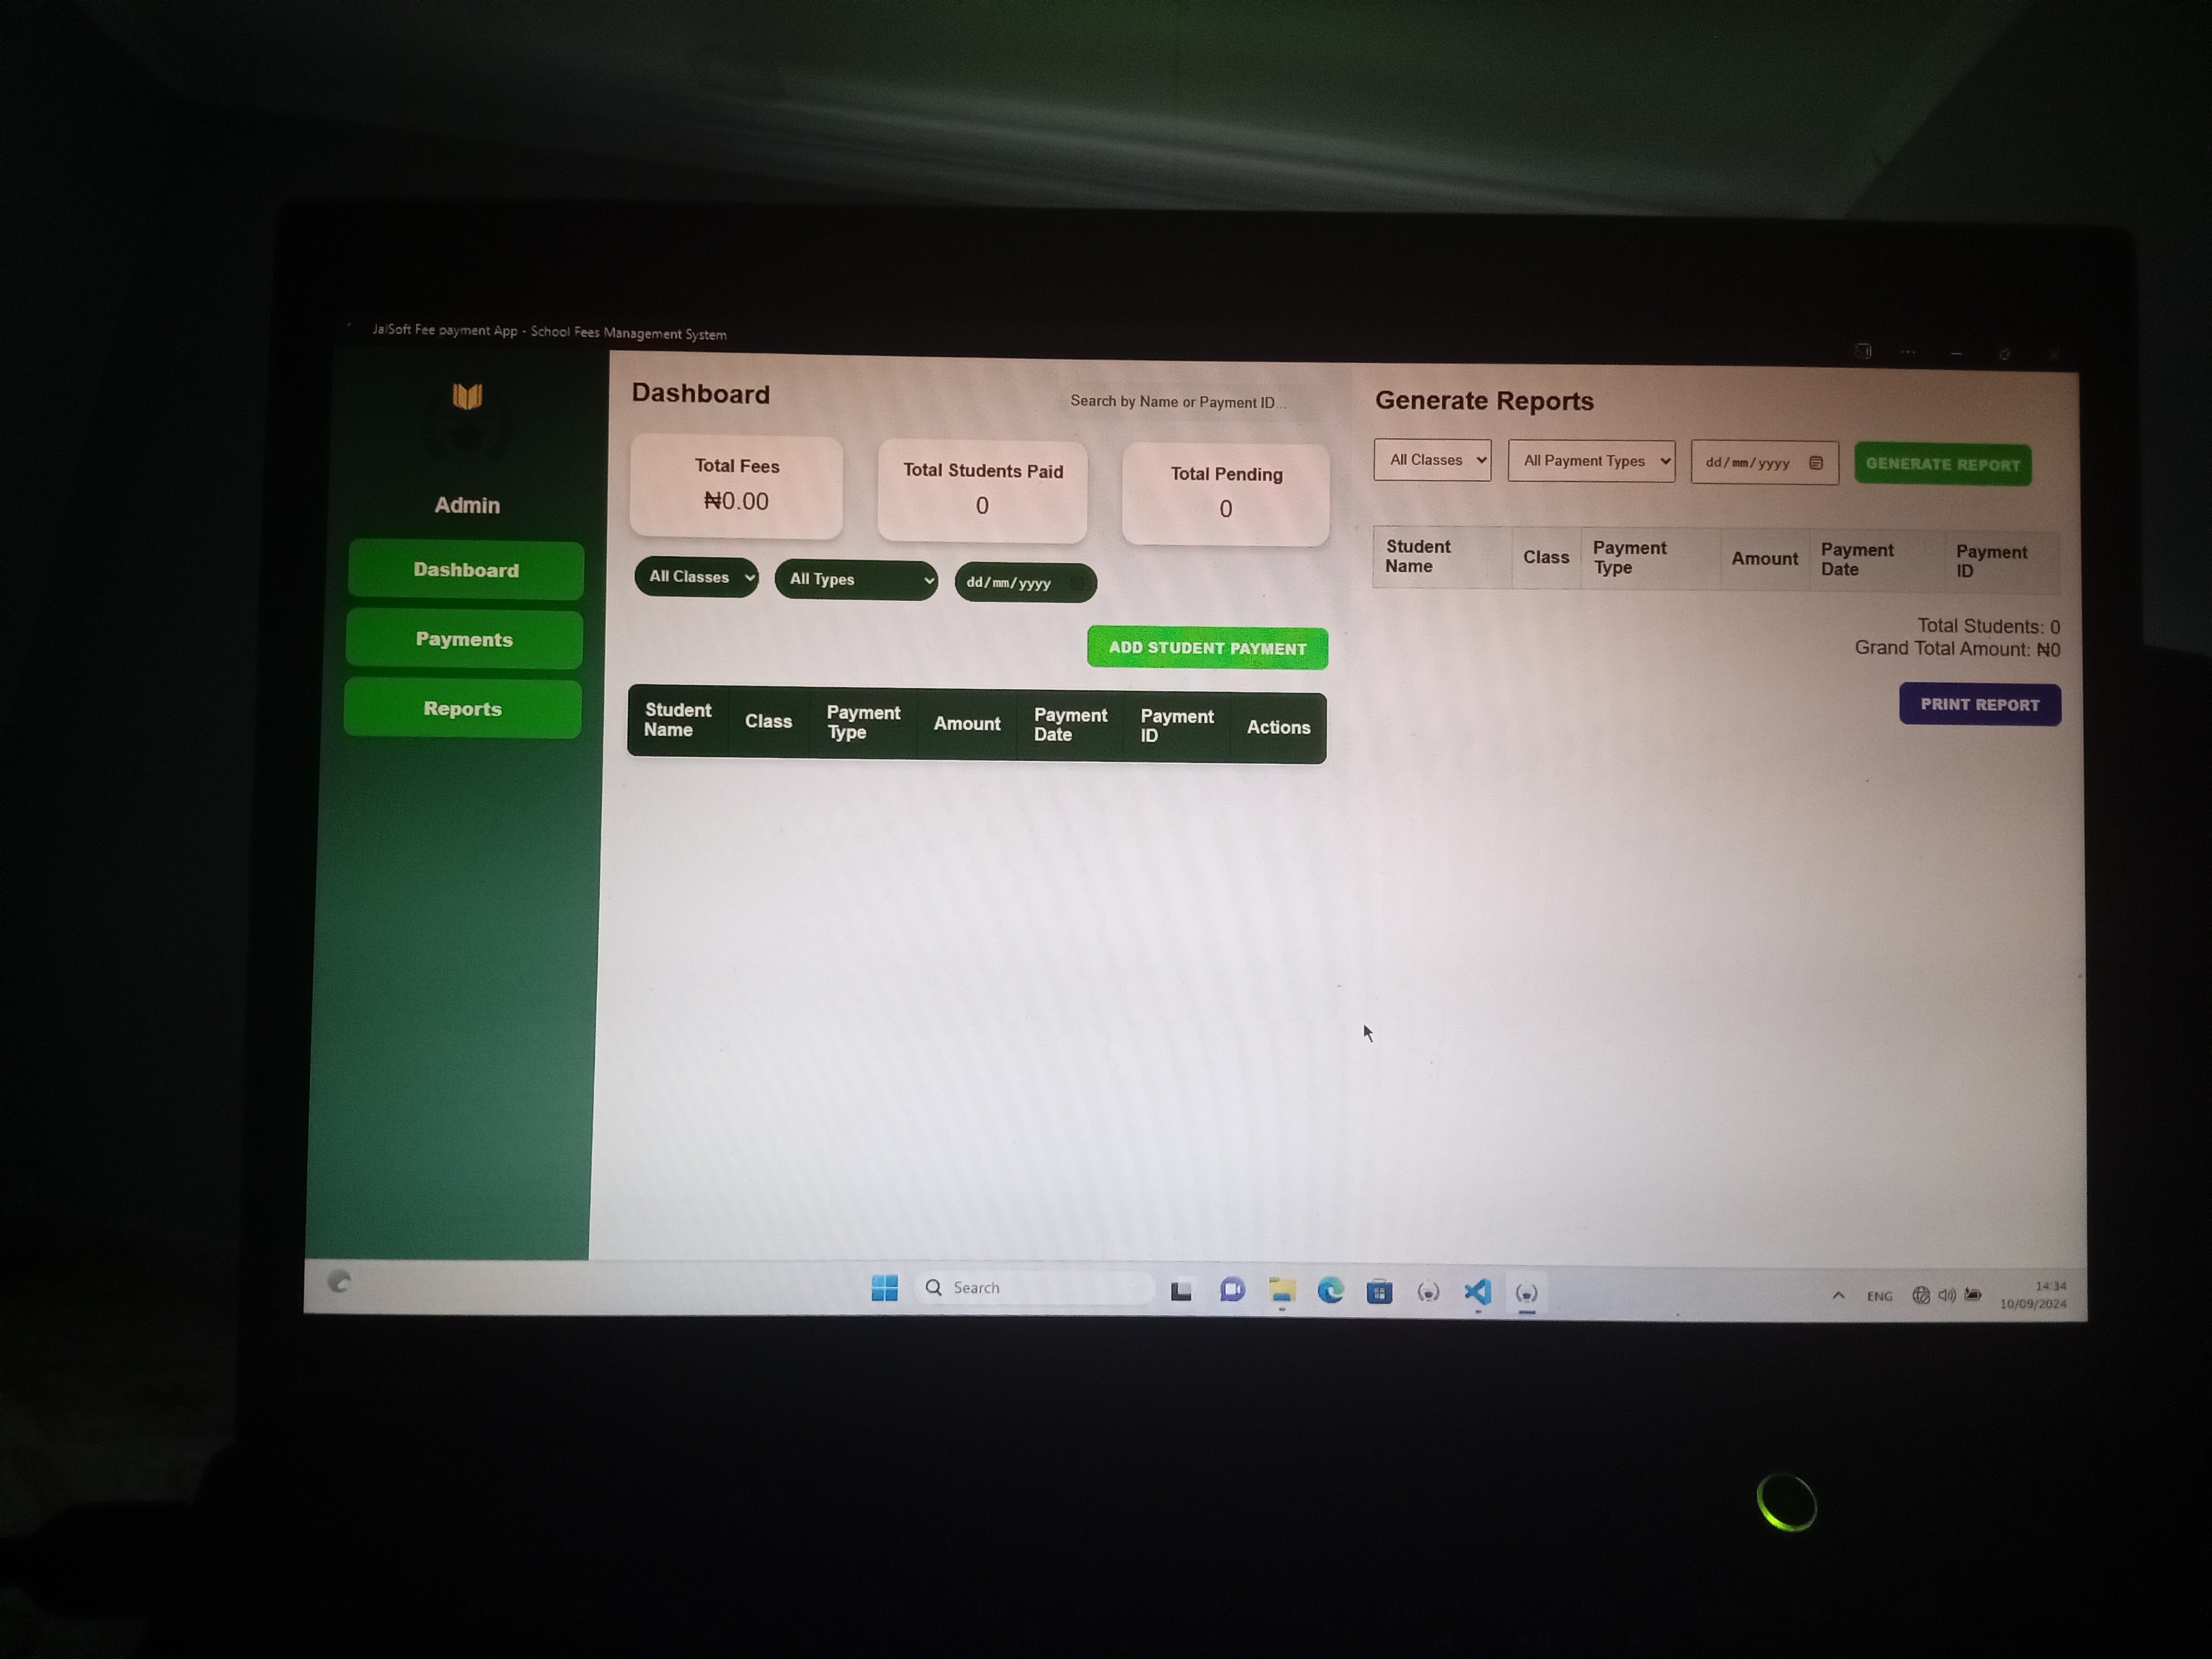 JalSoft Fee payment App - School Fees Management System
Admin
Dashboard
Payments
Reports
Dashboard
Search by Name or Payment ID...
Total Fees
₦0.00
Total Students Paid
0
Total Pending
0
All Classes
All Types
dd/mm/yyyy
ADD STUDENT PAYMENT
Student Name
Class
Payment Type
Amount
Payment Date
Payment ID
Actions
Generate Reports
All Classes
All Payment Types
dd/mm/yyyy
GENERATE REPORT
Student Name
Class
Payment Type
Amount
Payment Date
Payment ID
Total Students: 0
Grand Total Amount: ₦0
PRINT REPORT
Search
ENG
14:34
10/09/2024